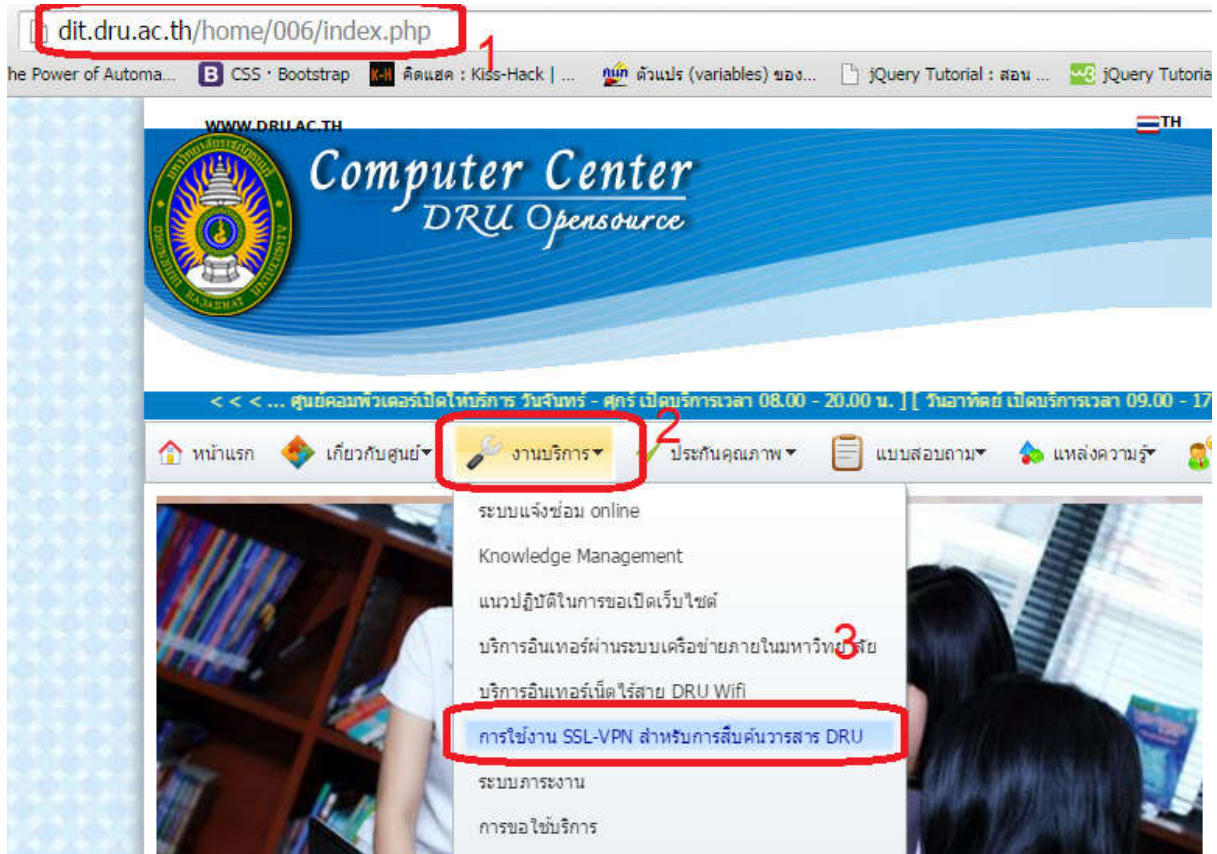 dit.dru.ac.th/home/006/index.php
1
he Power of Automa...
B CSS · Bootstrap
K-H คิดแฮค : Kiss-Hack | ...
ตัวแปร (variables) ของ...
jQuery Tutorial : สอน ...
jQuery Tutoria
WWW.DRU.AC.TH
TH
Computer Center
DRU Opensource
< < < ... ศูนย์คอมพิวเตอร์เปิดให้บริการ วันจันทร์ - ศุกร์ เปิดบริการเวลา 08.00 - 20.00 น. ] [ วันอาทิตย์ เปิดบริการเวลา 09.00 - 17
2
หน้าแรก
เกี่ยวกับศูนย์
งานบริการ
ประกันคุณภาพ
แบบสอบถาม
แหล่งความรู้
ระบบแจ้งซ่อม online
Knowledge Management
แนวปฏิบัติในการขอเปิดเว็บไซต์
บริการอินเทอร์ผ่านระบบเครือข่ายภายในมหาวิทยาลัย
3
บริการอินเทอร์เน็ตไร้สาย DRU Wifi
การใช้งาน SSL-VPN สำหรับการสืบค้นวารสาร DRU
ระบบภาระงาน
การขอใช้บริการ